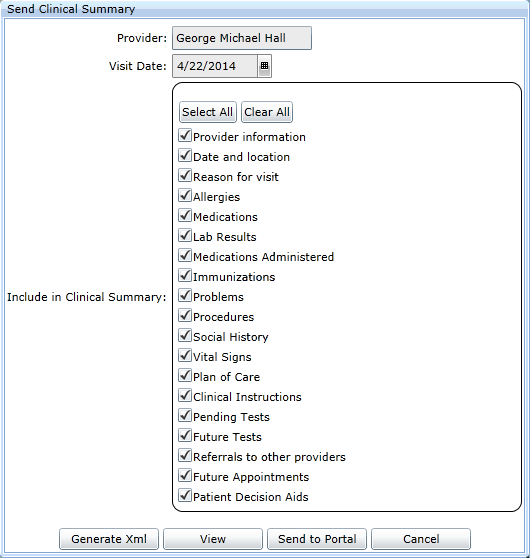 Send Clinical Summary
Provider: George Michael Hall
Visit Date: 4/22/2014
Select All Clear All
Provider information
Date and location
Reason for visit
Allergies
Medications
Lab Results
Medications Administered
Immunizations
Include in Clinical Summary: Problems
Procedures
Social History
Vital Signs
Plan of Care
Clinical Instructions
Pending Tests
Future Tests
Referrals to other providers
Future Appointments
Patient Decision Aids
Generate Xml View Send to Portal Cancel